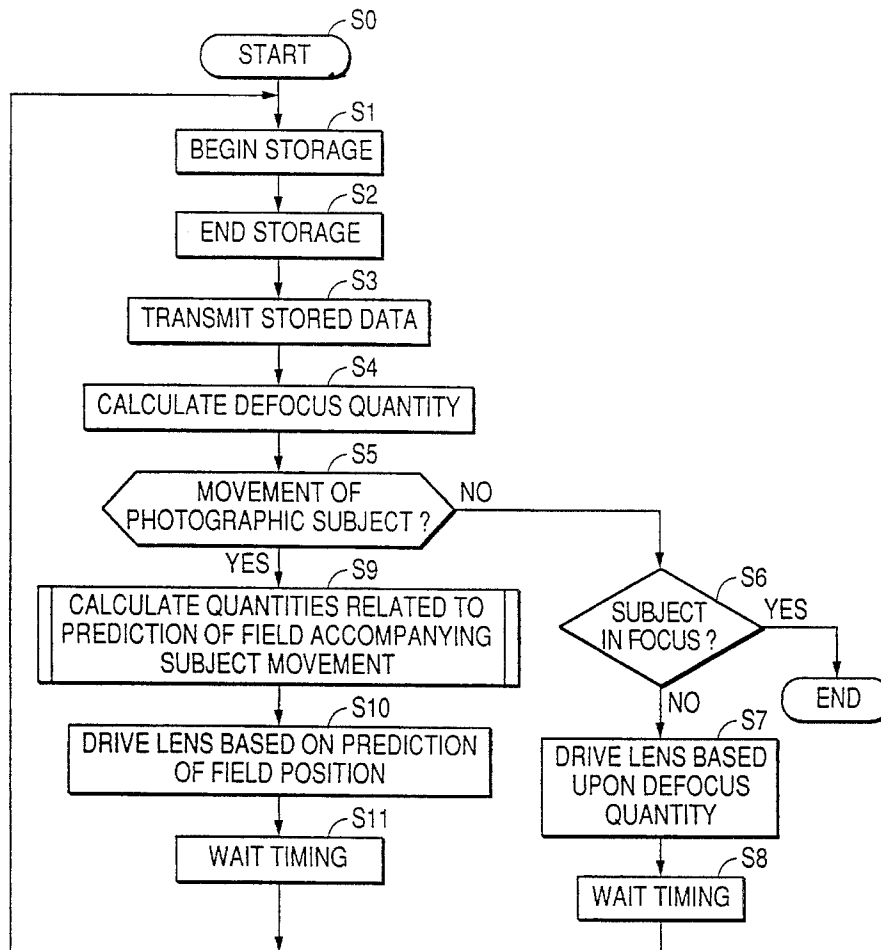 S0
START
S1
BEGIN STORAGE
S2
END STORAGE
S3
TRANSMIT STORED DATA
S4
CALCULATE DEFOCUS QUANTITY
S5
MOVEMENT OF
PHOTOGRAPHIC SUBJECT ?
NO
YES
S6
SUBJECT
IN FOCUS ?
YES
END
NO
S7
DRIVE LENS BASED
UPON DEFOCUS
QUANTITY
S8
WAIT TIMING
S9
CALCULATE QUANTITIES RELATED TO
PREDICTION OF FIELD ACCOMPANYING
SUBJECT MOVEMENT
S10
DRIVE LENS BASED ON PREDICTION
OF FIELD POSITION
S11
WAIT TIMING